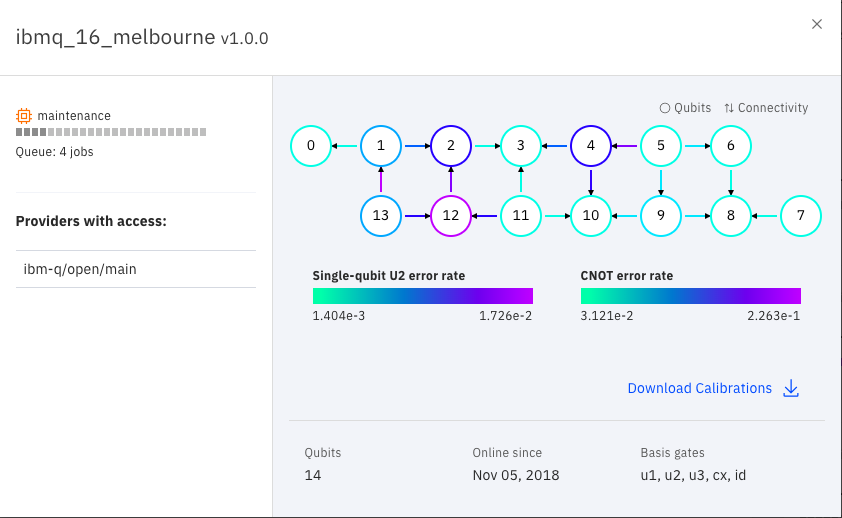 ibmq_16_melbourne v1.0.0
maintenance
Queue: 4 jobs
Providers with access:
ibm-q/open/main
Qubits Connectivity
0 1 2 3 4 5 6
13 12 11 10 9 8 7
Single-qubit U2 error rate
1.404e-3 1.726e-2
CNOT error rate
3.121e-2 2.263e-1
Download Calibrations
Qubits
14
Online since
Nov 05, 2018
Basis gates
u1, u2, u3, cx, id